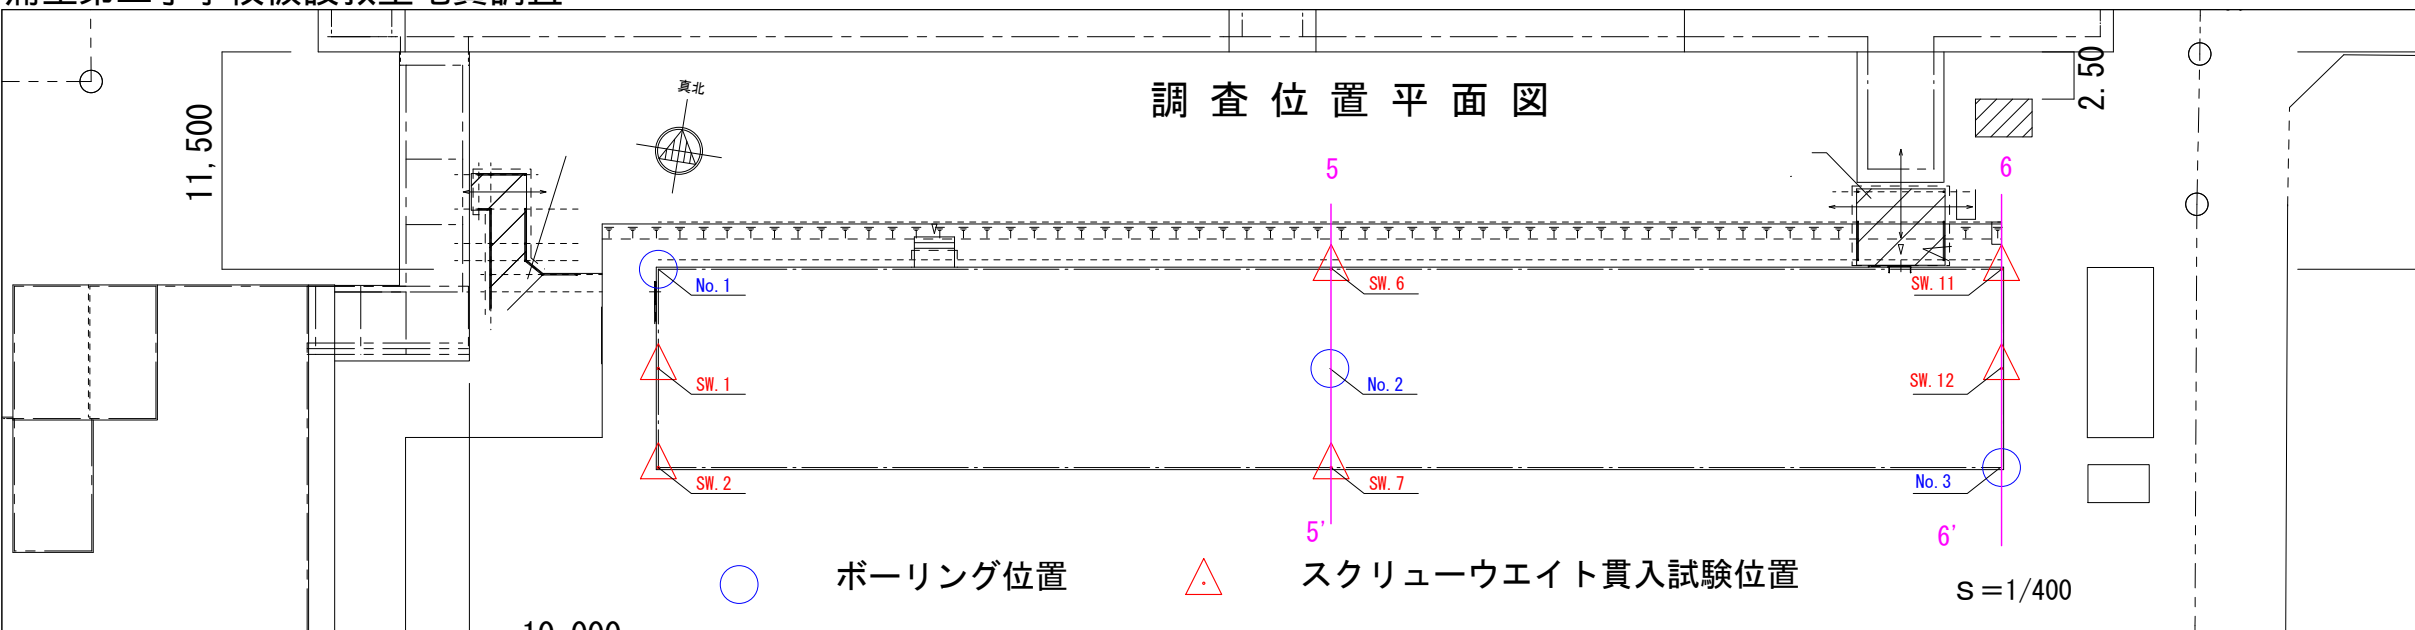 真北
調査位置平面図
2.50
11,500
5
6
No.1
SW.6
SW.11
SW.1
No.2
SW.12
SW.2
SW.7
No.3
5'
6'
ボーリング位置
スクリューウエイト貫入試験位置
S=1/400